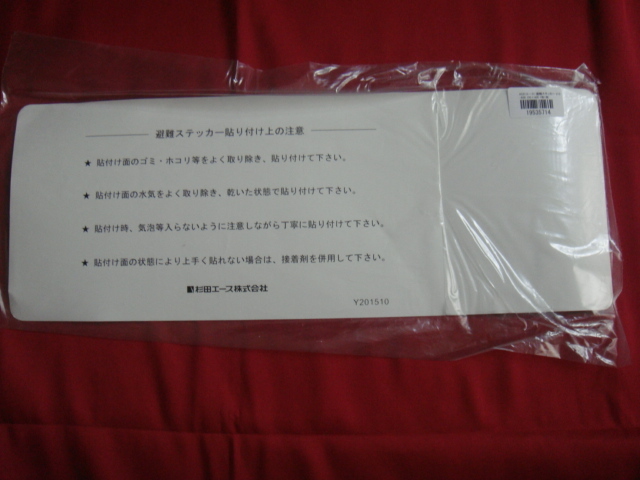 避難ステッカー貼り付け上の注意
★ 貼付け面のゴミ・ホコリ等をよく取り除き、貼り付けて下さい。
★ 貼付け面の水気をよく取り除き、乾いた状態で貼り付けて下さい。
★ 貼付け時、気泡等入らないように注意しながら丁寧に貼り付けて下さい。
★ 貼付け面の状態により上手く貼れない場合は、接着剤を併用して下さい。
杉田エース株式会社
Y201510